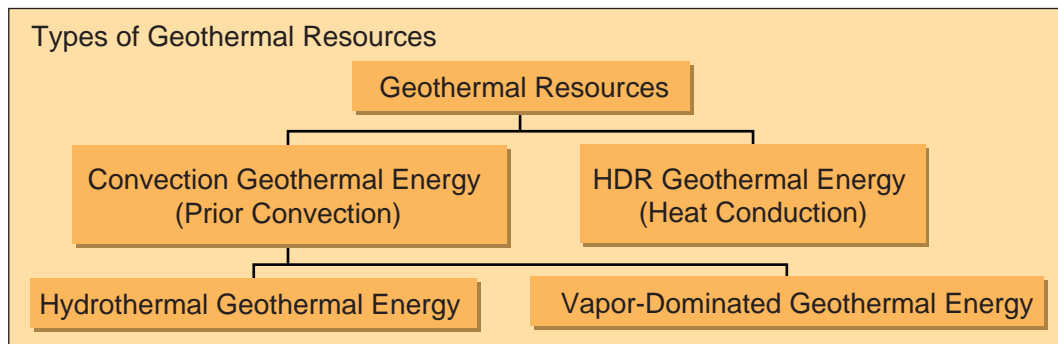 Types of Geothermal Resources
Geothermal Resources
Convection Geothermal Energy
(Prior Convection)
HDR Geothermal Energy
(Heat Conduction)
Hydrothermal Geothermal Energy
Vapor-Dominated Geothermal Energy